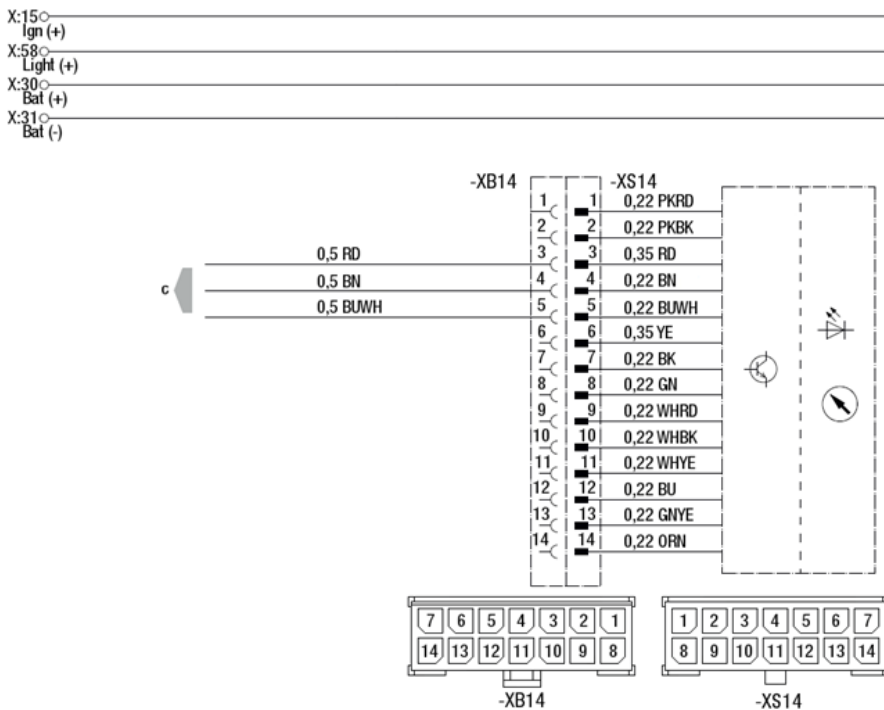 X:15
Ign (+)
X:58
Light (+)
X:30
Bat (+)
X:31
Bat (-)
-XB14 -XS14
1 1 0,22 PKRD
2 2 0,22 PKBK
0,5 RD 3 3 0,35 RD
c 0,5 BN 4 4 0,22 BN
0,5 BUWH 5 5 0,22 BUWH
6 6 0,35 YE
7 7 0,22 BK
8 8 0,22 GN
9 9 0,22 WHRD
10 10 0,22 WHBK
11 11 0,22 WHYE
12 12 0,22 BU
13 13 0,22 GNYE
14 14 0,22 ORN
7 6 5 4 3 2 1 1 2 3 4 5 6 7
14 13 12 11 10 9 8 8 9 10 11 12 13 14
-XB14 -XS14